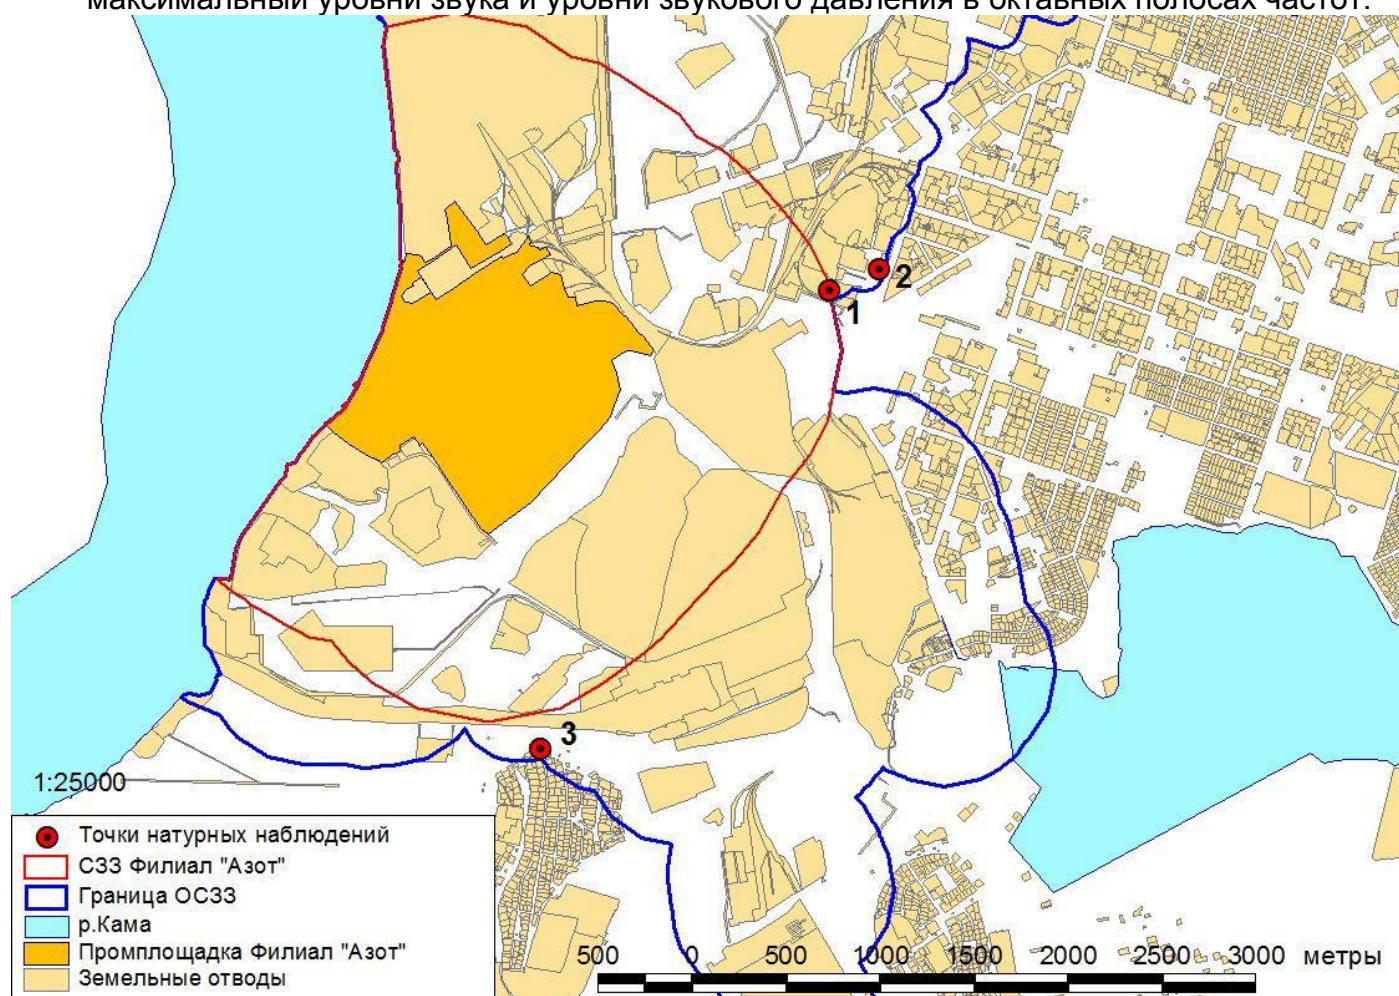 максимальный уровни звука и уровни звукового давления в октавных полосах частот.
2
1
3
1:25000
Точки натурных наблюдений
СЗЗ Филиал "Азот"
Граница ОСЗЗ
р.Кама
Промплощадка Филиал "Азот"
Земельные отводы
500 0 500 1000 1500 2000 2500 3000 метры